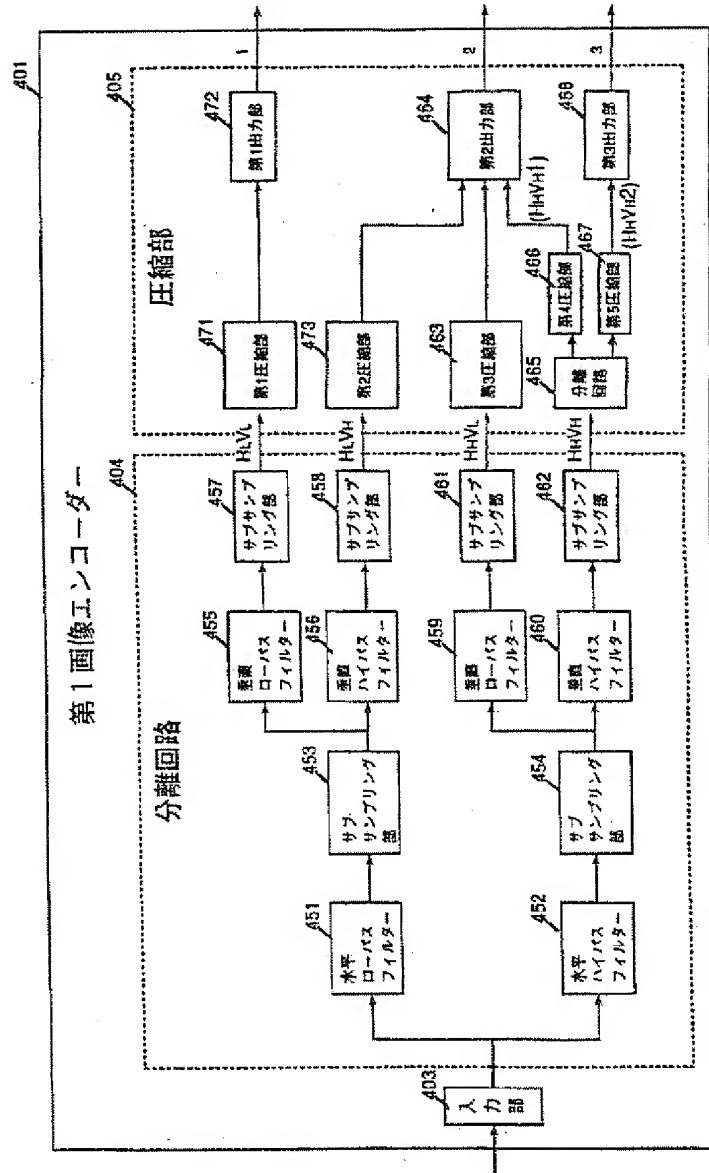 401
第1画像エンコーダー
404
分離回路
405
圧縮部
403
入
力
部
451
水平
ローパス
フィルター
452
水平
ハイパス
フィルター
453
サブ
サンプリング
部
454
サブ
サンプリング
部
455
垂直
ローパス
フィルター
456
垂直
ハイパス
フィルター
459
垂直
ローパス
フィルター
460
垂直
ハイパス
フィルター
457
サブサンプ
リング部
458
サブサンプ
リング部
461
サブサンプ
リング部
462
サブサンプ
リング部
HLVL
HLVH
HHVL
HHVH
471
第1圧縮部
473
第2圧縮部
463
第3圧縮部
465
分離
回路
466
第4圧縮部
467
第5圧縮部
(HHVH1)
(HHVH2)
472
第1出力部
464
第2出力部
468
第3出力部
1
2
3